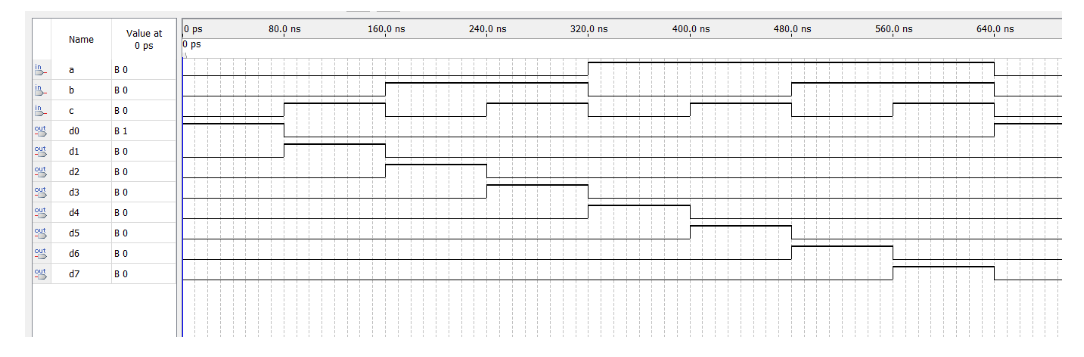 Name Value at 0 ps
0 ps 80.0 ns 160.0 ns 240.0 ns 320.0 ns 400.0 ns 480.0 ns 560.0 ns 640.0 ns
0 ps
in a B 0
in b B 0
in c B 0
out d0 B 1
out d1 B 0
out d2 B 0
out d3 B 0
out d4 B 0
out d5 B 0
out d6 B 0
out d7 B 0